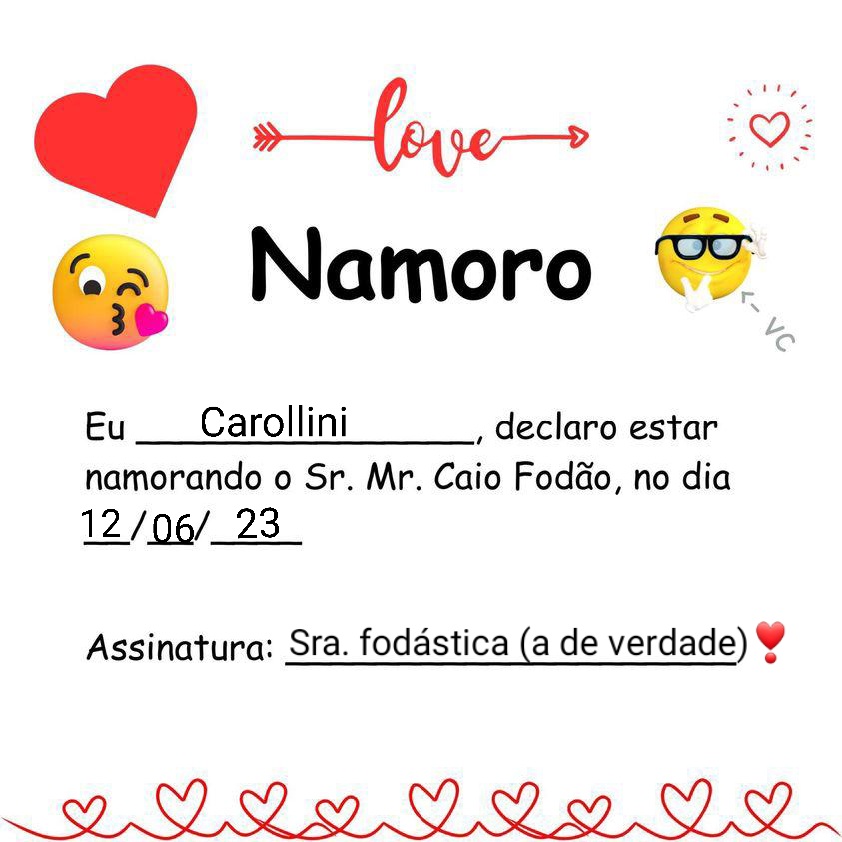 love
Namoro
<- VC
Eu Carollini, declaro estar
namorando o Sr. Mr. Caio Fodão, no dia
12/06/23
Assinatura: Sra. fodástica (a de verdade)❣️